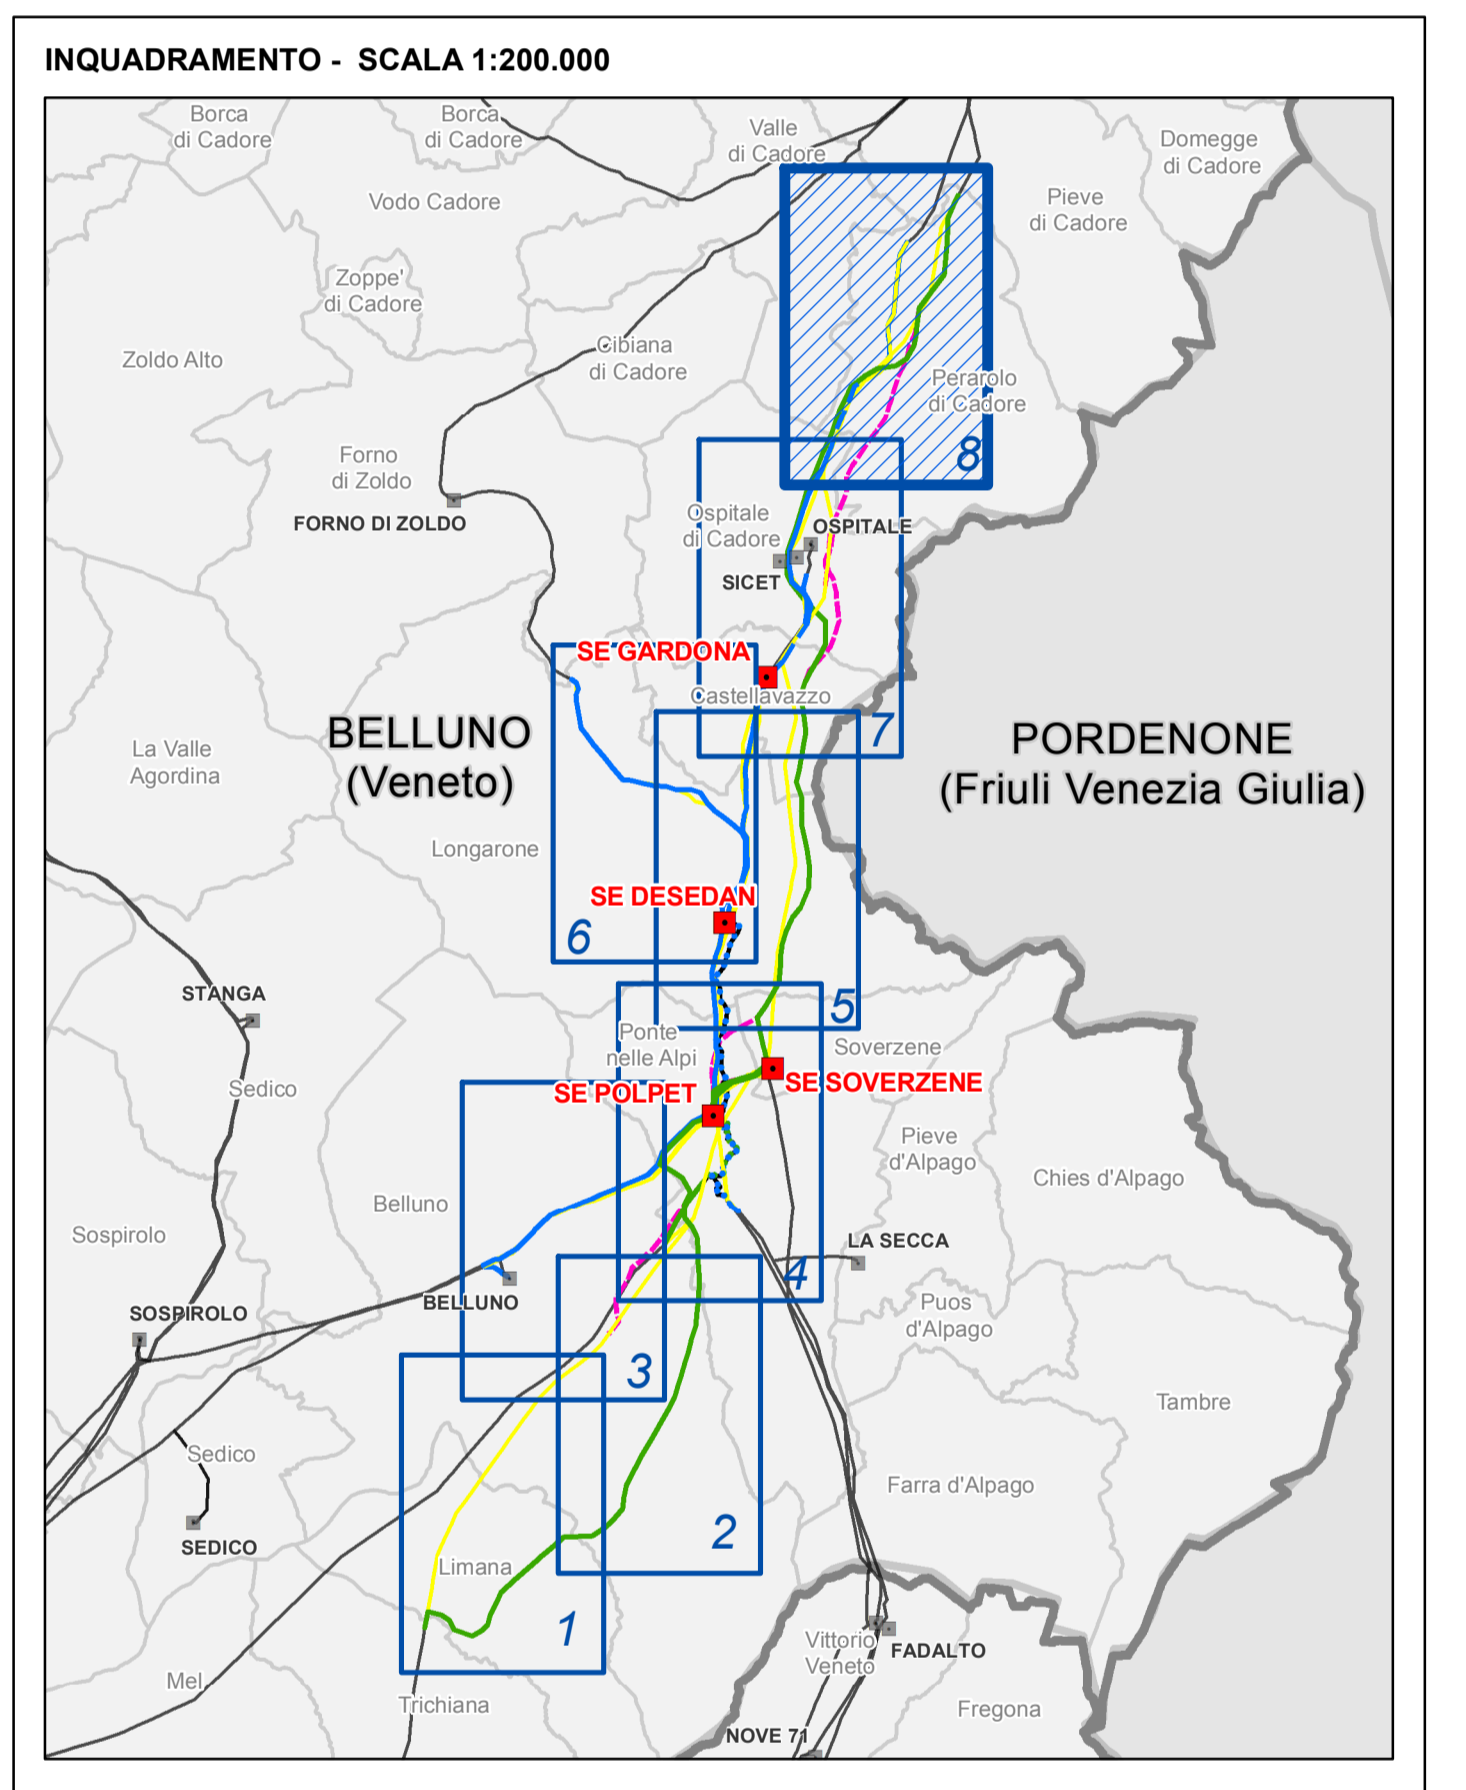 INQUADRAMENTO - SCALA 1:200.000
Borca
di Cadore
Borca
di Cadore
Valle
di Cadore
Domegge
di Cadore
Vodo Cadore
Pieve
di Cadore
Zoppe'
di Cadore
Zoldo Alto
Cibiana
di Cadore
Perarolo
di Cadore
8
Forno
di Zoldo
FORNO DI ZOLDO
Ospitale
di Cadore
OSPITALE
SICET
SE GARDONA
Castellavazzo
7
BELLUNO
(Veneto)
PORDENONE
(Friuli Venezia Giulia)
La Valle
Agordina
Longarone
SE DESEDAN
6
STANGA
5
Ponte
nelle Alpi
Soverzene
SE SOVERZENE
SE POLPET
Sedico
Pieve
d'Alpago
Chies d'Alpago
Belluno
Sospirolo
LA SECCA
4
BELLUNO
SOSPIROLO
Puos
d'Alpago
3
Tambre
Sedico
Farra d'Alpago
2
SEDICO
Limana
1
Vittorio
Veneto
FADALTO
Mel
Trichiana
Fregona
NOVE 71